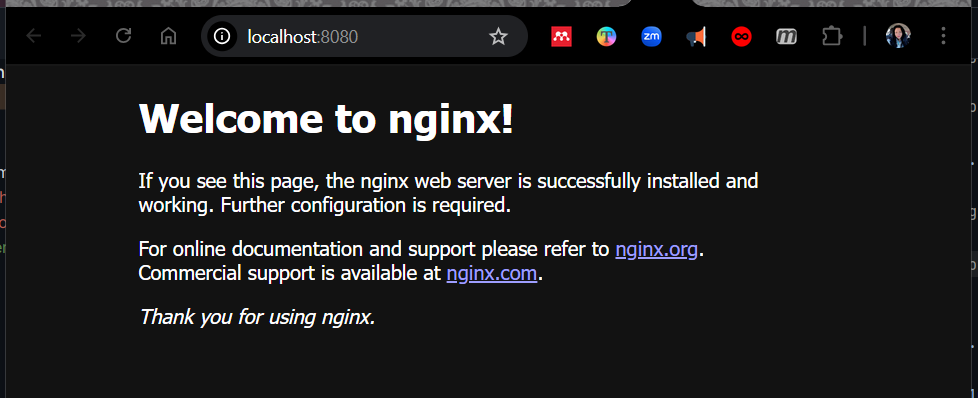 localhost:8080
zm
m
Welcome to nginx!
If you see this page, the nginx web server is successfully installed and
working. Further configuration is required.
For online documentation and support please refer to nginx.org.
Commercial support is available at nginx.com.
Thank you for using nginx.